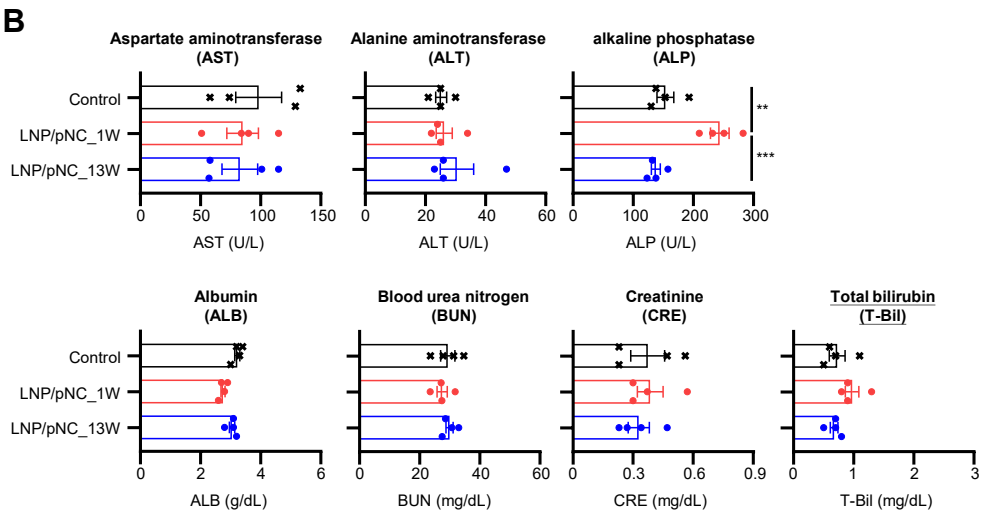 B
Aspartate aminotransferase
(AST)
Alanine aminotransferase
(ALT)
alkaline phosphatase
(ALP)
Control
LNP/pNC_1W
LNP/pNC_13W
**
***
0 50 100 150
0 20 40 60
0 100 200 300
AST (U/L)
ALT (U/L)
ALP (U/L)
Albumin
(ALB)
Blood urea nitrogen
(BUN)
Creatinine
(CRE)
Total bilirubin
(T-Bil)
Control
LNP/pNC_1W
LNP/pNC_13W
0 2 4 6
0 20 40 60
0 0.3 0.6 0.9
0 1 2 3
ALB (g/dL)
BUN (mg/dL)
CRE (mg/dL)
T-Bil (mg/dL)